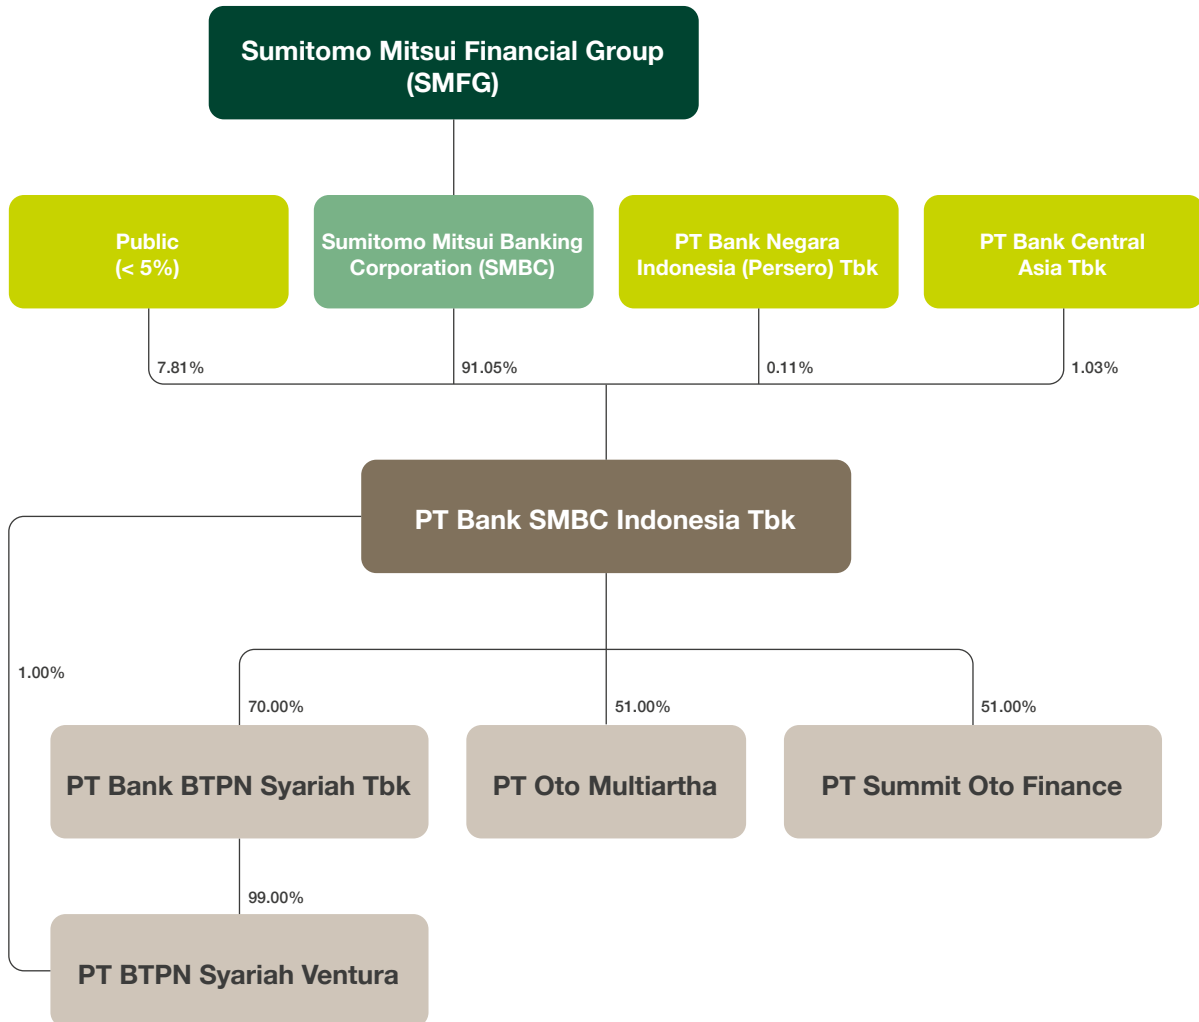 Sumitomo Mitsui Financial Group
(SMFG)
Public
(< 5%)
Sumitomo Mitsui Banking
Corporation (SMBC)
PT Bank Negara
Indonesia (Persero) Tbk
PT Bank Central
Asia Tbk
7.81%
91.05%
0.11%
1.03%
PT Bank SMBC Indonesia Tbk
1.00%
70.00%
51.00%
51.00%
PT Bank BTPN Syariah Tbk
PT Oto Multiartha
PT Summit Oto Finance
99.00%
PT BTPN Syariah Ventura